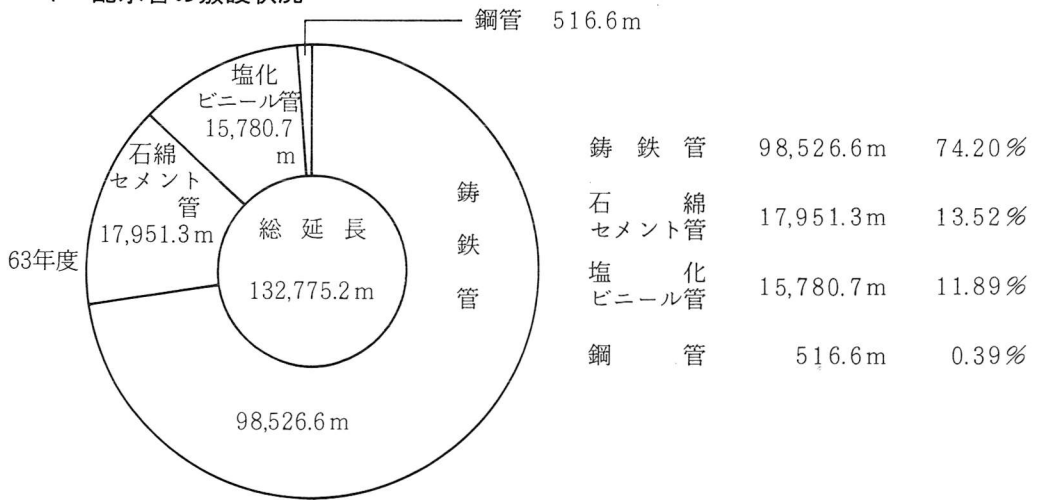 鋼管 516.6m
塩化
ビニール管
15,780.7
m
石綿
セメント
管
17,951.3m
63年度
総延長
132,775.2m
鋳
鉄
管
98,526.6m
鋳鉄管 98,526.6m 74.20%
石綿
セメント管 17,951.3m 13.52%
塩化
ビニール管 15,780.7m 11.89%
鋼管 516.6m 0.39%